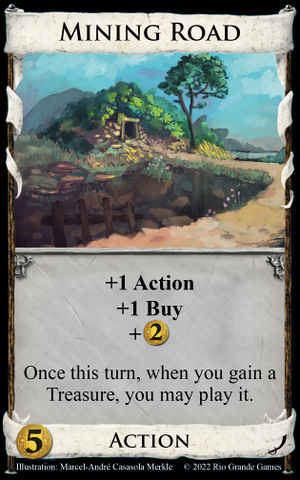 Mining Road
+1 Action
+1 Buy
+2
Once this turn, when you gain a
Treasure, you may play it.
5 Action
Illustration: Marcel-André Casasola Merkle © 2022 Rio Grande Games